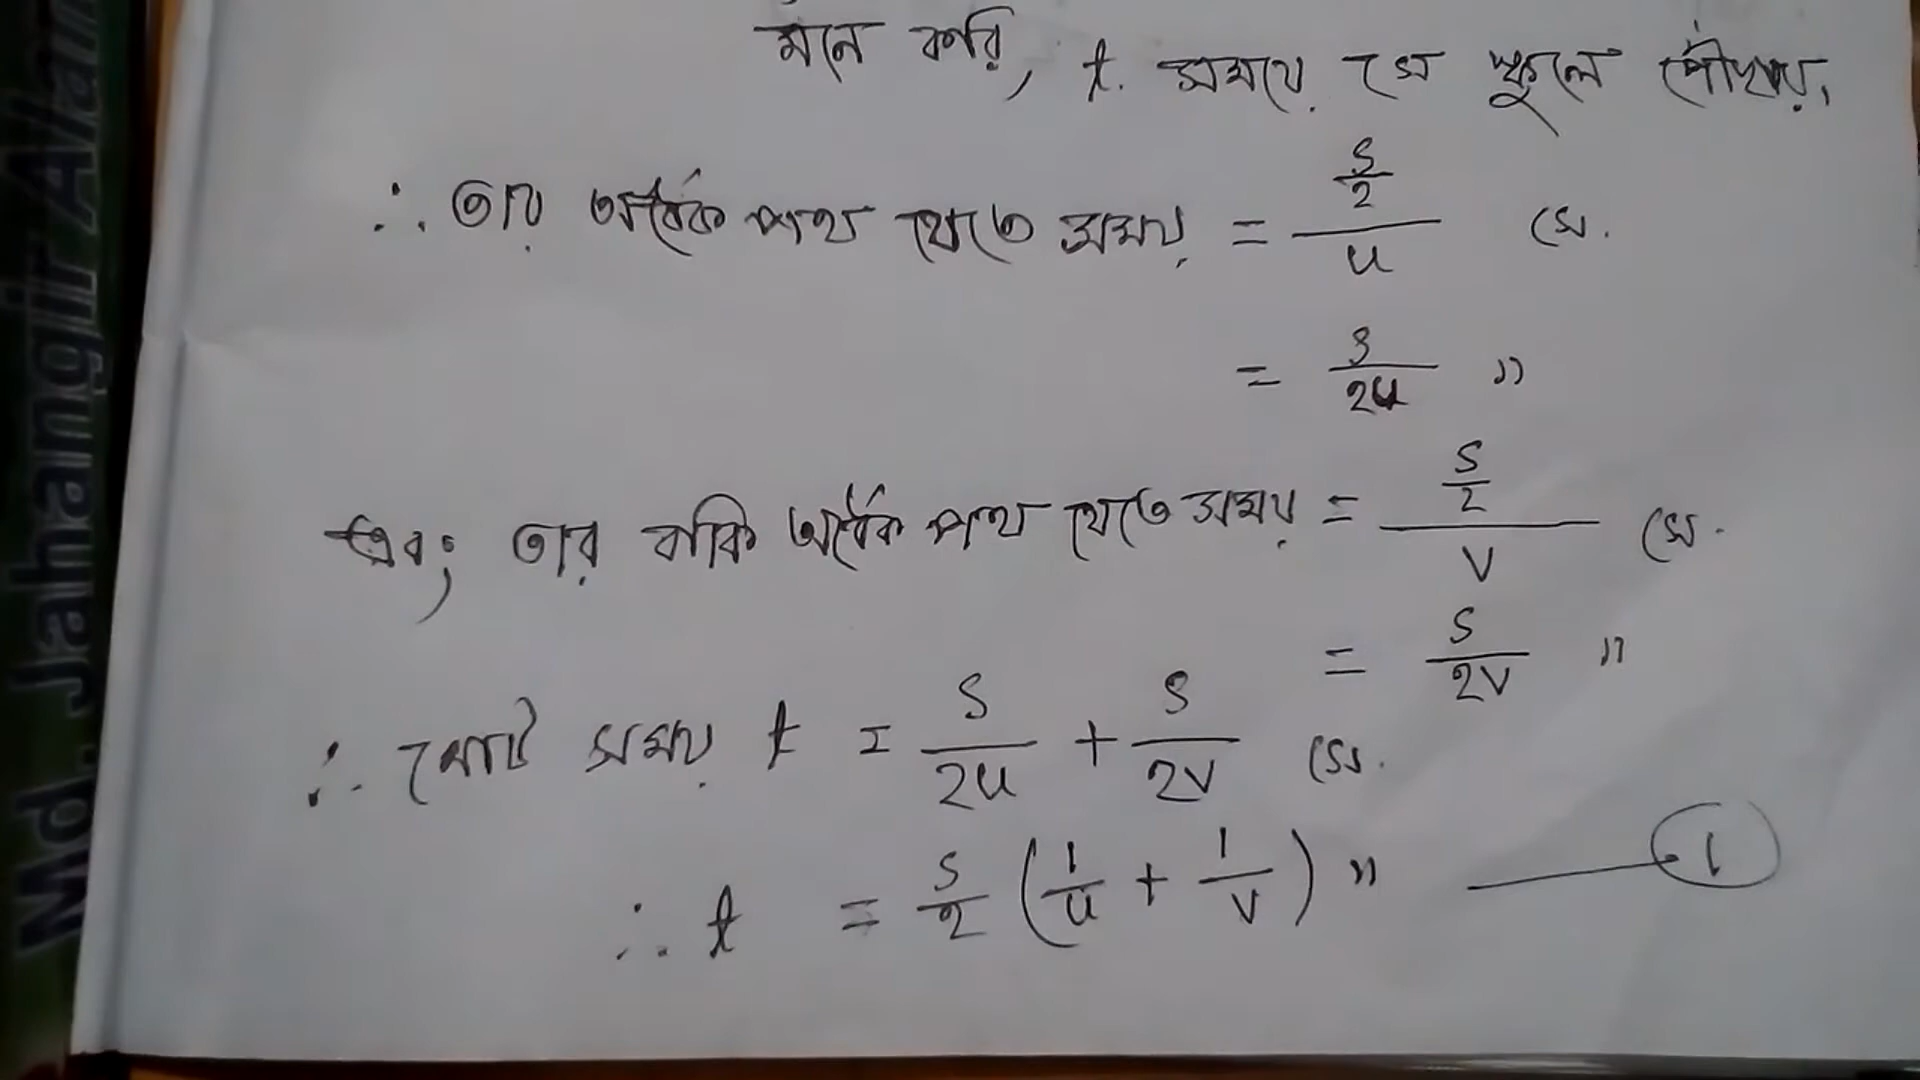 মনে করি, t সময়ে সে স্কুলে পৌঁছায়,
∴ তার অর্ধেক পথ যেতে সময় = (S/2)/u সে.
= S/2u "
এবং, তার বাকি অর্ধেক পথ যেতে সময় = (S/2)/v সে.
= S/2v "
∴ মোট সময় t = S/2u + S/2v সে.
∴ t = S/2 (1/u + 1/v) " —— 1
Md. Jahangir Alam